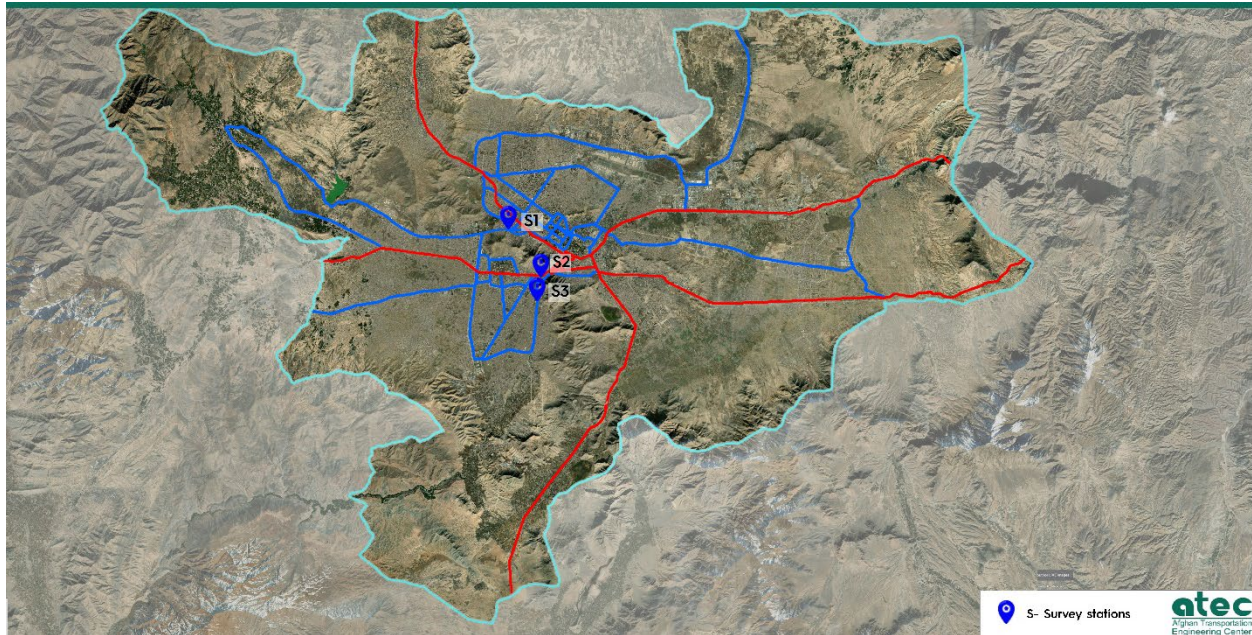 S1
S2
S3
S- Survey stations
atec
Afghan Transportation
Engineering Center